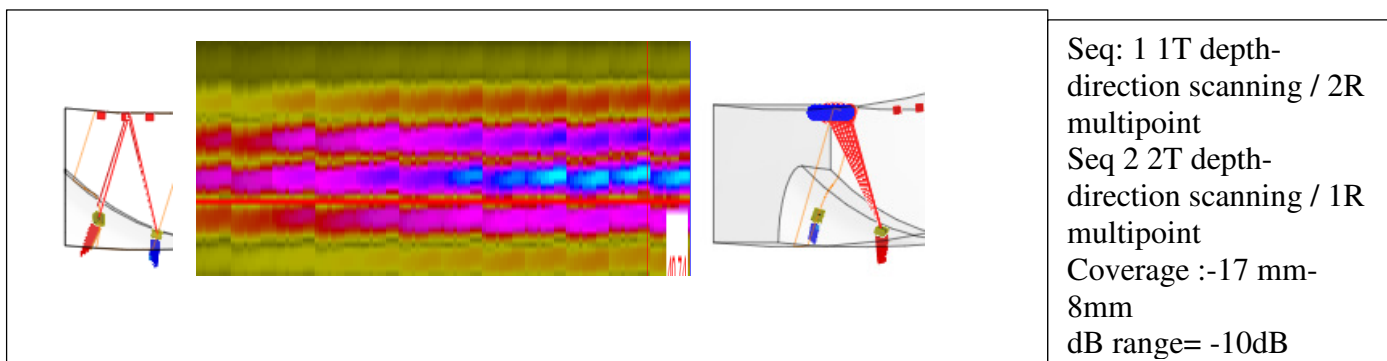 Seq: 1 1T depth-
direction scanning / 2R
multipoint
Seq 2 2T depth-
direction scanning / 1R
multipoint
Coverage :-17 mm-
8mm
dB range= -10dB